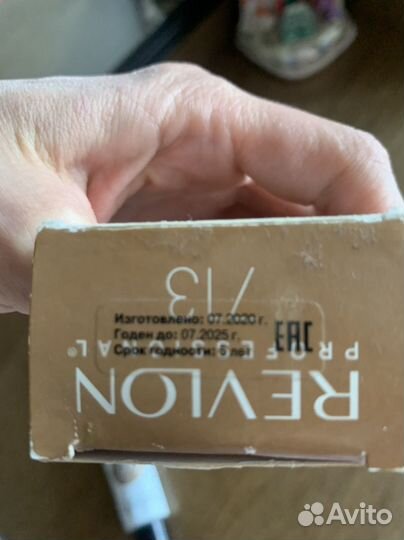 /13
Изготовлено: 07.2020 г.
Годен до: 07.2025 г.
Срок годности: 5 лет
EAC
PROFESSIONAL®
REVLON
Avito